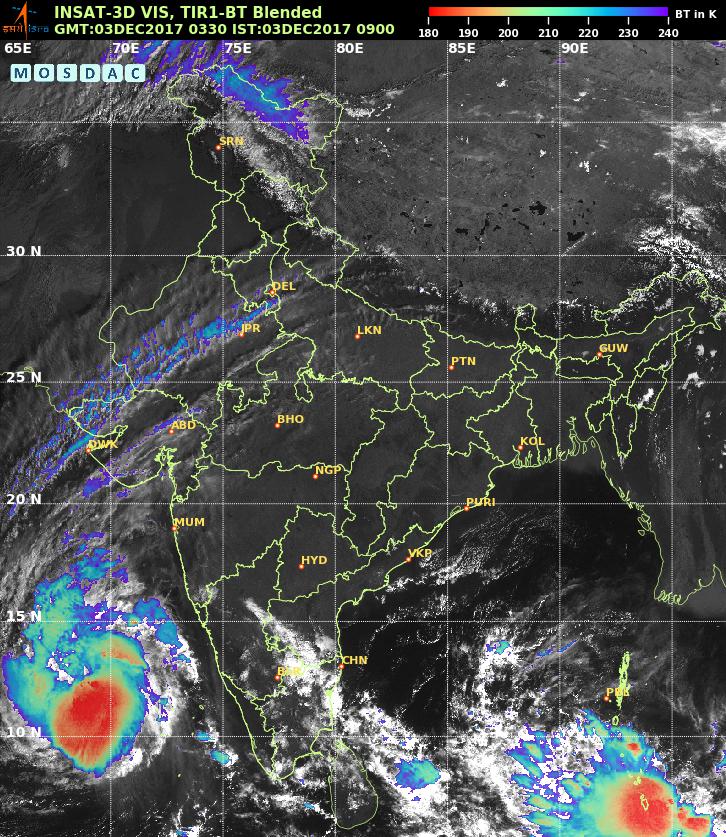 INSAT-3D VIS, TIR1-BT Blended
GMT:03DEC2017 0330 IST:03DEC2017 0900
BT in K
180 190 200 210 220 230 240
65E 70E 75E 80E 85E 90E
MOSDAC
SRN
30 N
DEL
JPR
LKN
GUW
PTN
25 N
ABD
BHO
DWK
KOL
NGP
20 N
PURI
MUM
VKP
HYD
15 N
CHN
10 N